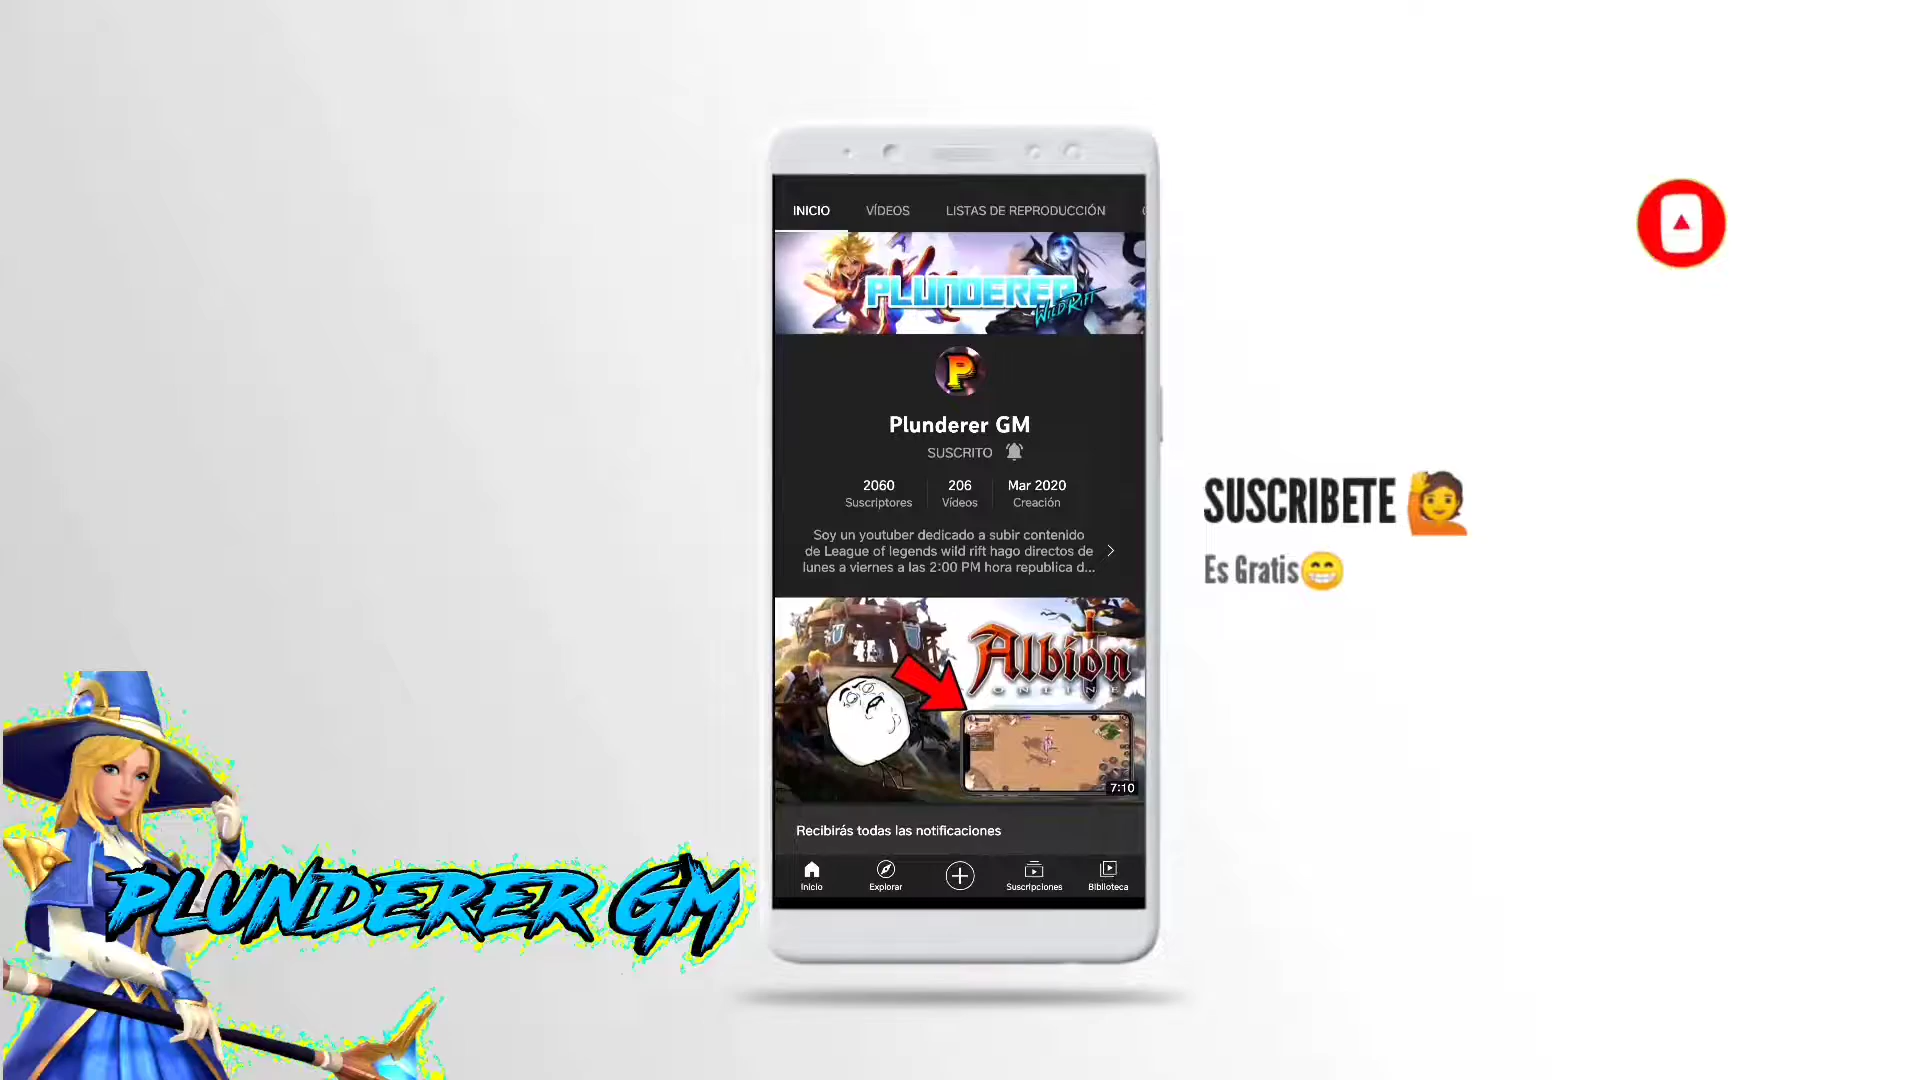 INICIO VÍDEOS LISTAS DE REPRODUCCIÓN
PLUNDERER
WILD RIFT
P
Plunderer GM
SUSCRITO
2060 206 Mar 2020
Suscriptores Vídeos Creación
Soy un youtuber dedicado a subir contenido
de League of legends wild rift hago directos de
lunes a viernes a las 2:00 PM hora republica d...
Albion
ONLINE
7:10
Recibirás todas las notificaciones
Inicio Explorar Suscripciones Biblioteca
SUSCRIBETE 🙋
Es Gratis😁
PLUNDERER GM